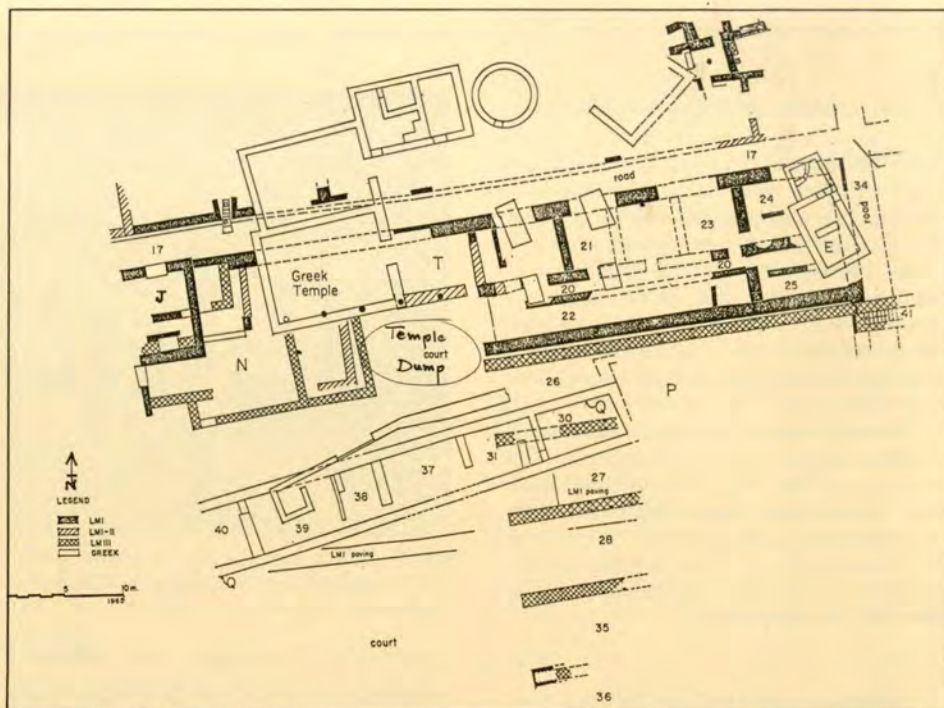 17
road
34
24
road
23
21
E
17
T
Greek
Temple
20
J
20
25
22
41
Temple
court
Dump
N
26
P
30
Q
31
37
27
LMI paving
38
N
LEGEND
LMI
LMI-II
LMIII
GREEK
40
39
28
LMI paving
Q
5
10m.
court
35
36